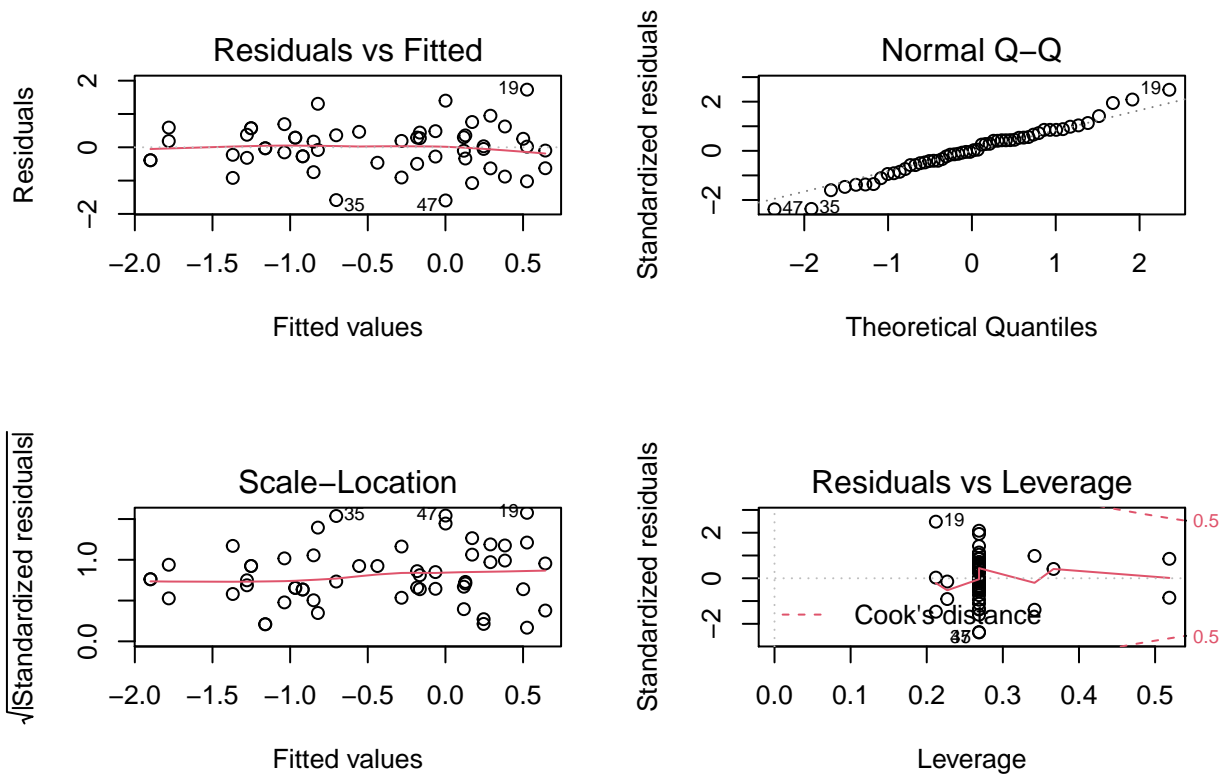 Residuals vs Fitted
Residuals
2
0
−2
19
35
47
−2.0 −1.5 −1.0 −0.5 0.0 0.5
Fitted values
Normal Q−Q
Standardized residuals
2
0
−2
19
47
35
−2 −1 0 1 2
Theoretical Quantiles
Scale−Location
√|Standardized residuals|
1.0
0.0
35
47
19
−2.0 −1.5 −1.0 −0.5 0.0 0.5
Fitted values
Residuals vs Leverage
Standardized residuals
2
0
−2
19
0.5
Cook's distance
0.5
0.0 0.1 0.2 0.3 0.4 0.5
Leverage